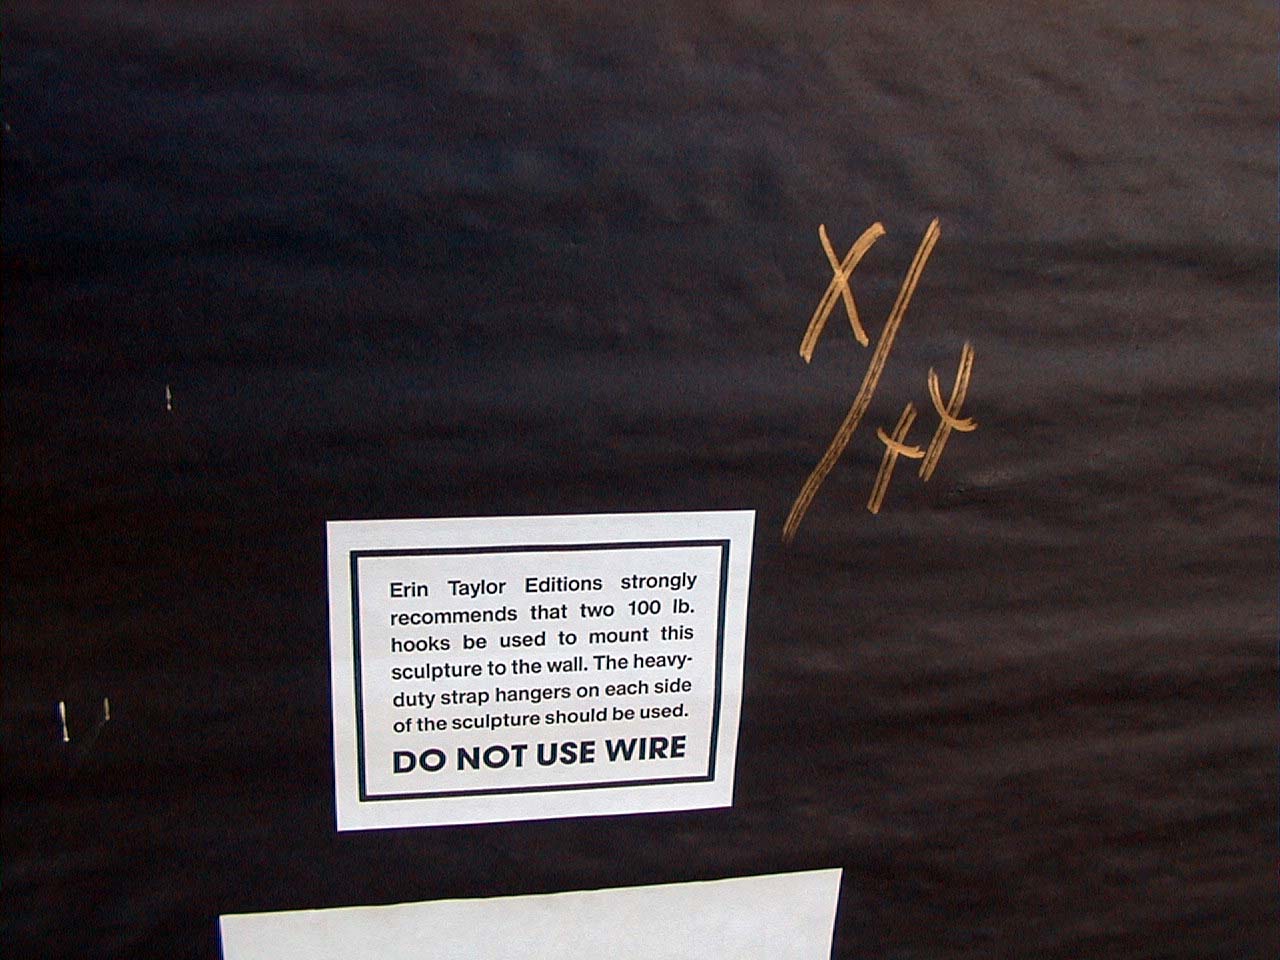 X/XX
Erin Taylor Editions strongly
recommends that two 100 lb.
hooks be used to mount this
sculpture to the wall. The heavy-
duty strap hangers on each side
of the sculpture should be used.
DO NOT USE WIRE